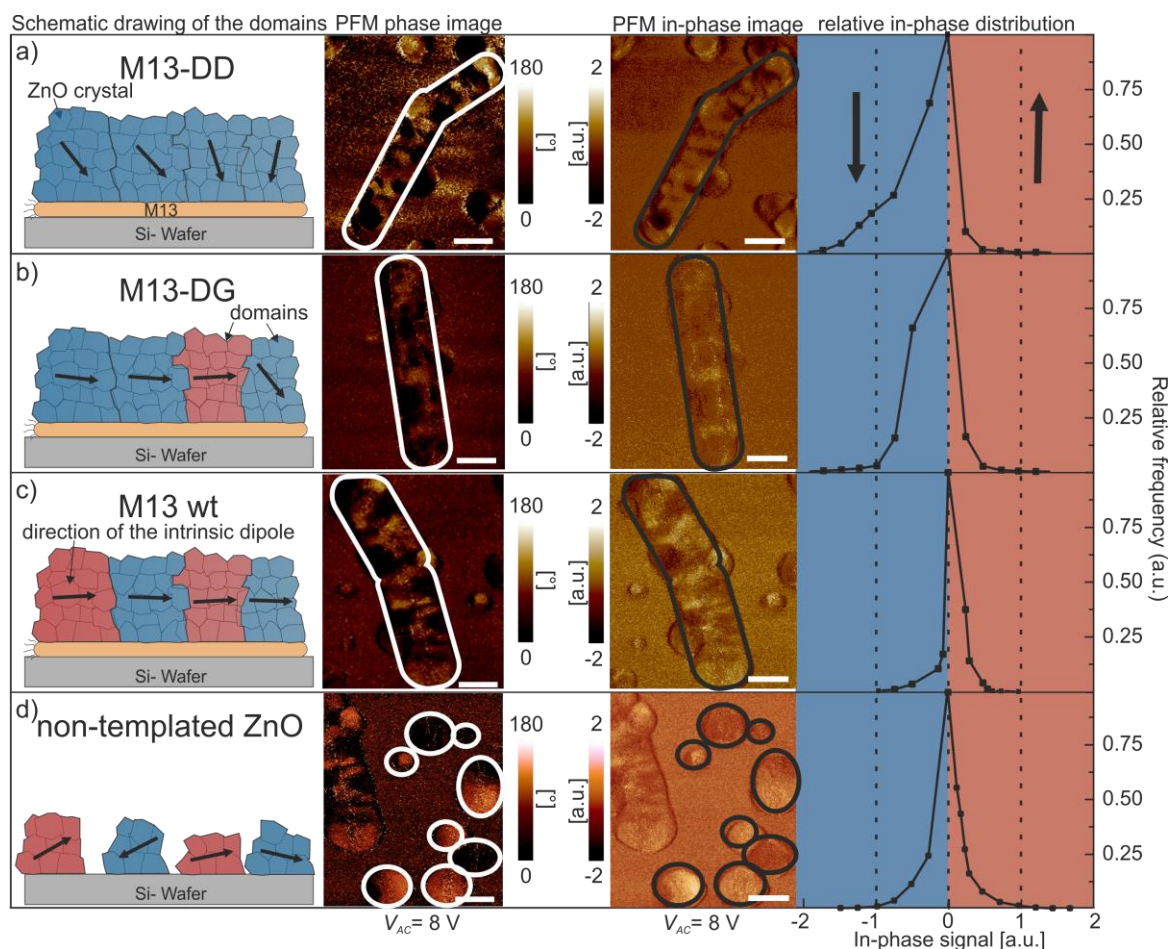 Schematic drawing of the domains PFM phase image PFM in-phase image relative in-phase distribution
a) M13-DD
ZnO crystal
M13
Si- Wafer
180
[°]
0
2
[a.u.]
-2
0.75
0.50
0.25
b) M13-DG
domains
Si- Wafer
180
[°]
0
2
[a.u.]
-2
0.75
0.50
0.25
c) M13 wt
direction of the intrinsic dipole
Si- Wafer
180
[°]
0
2
[a.u.]
-2
0.75
0.50
0.25
d) non-templated ZnO
Si-Wafer
180
[°]
0
2
[a.u.]
-2
0.75
0.50
0.25
Relative frequency (a.u.)
VAC= 8 V VAC= 8 V
-2 -1 0 1 2
In-phase signal [a.u.]